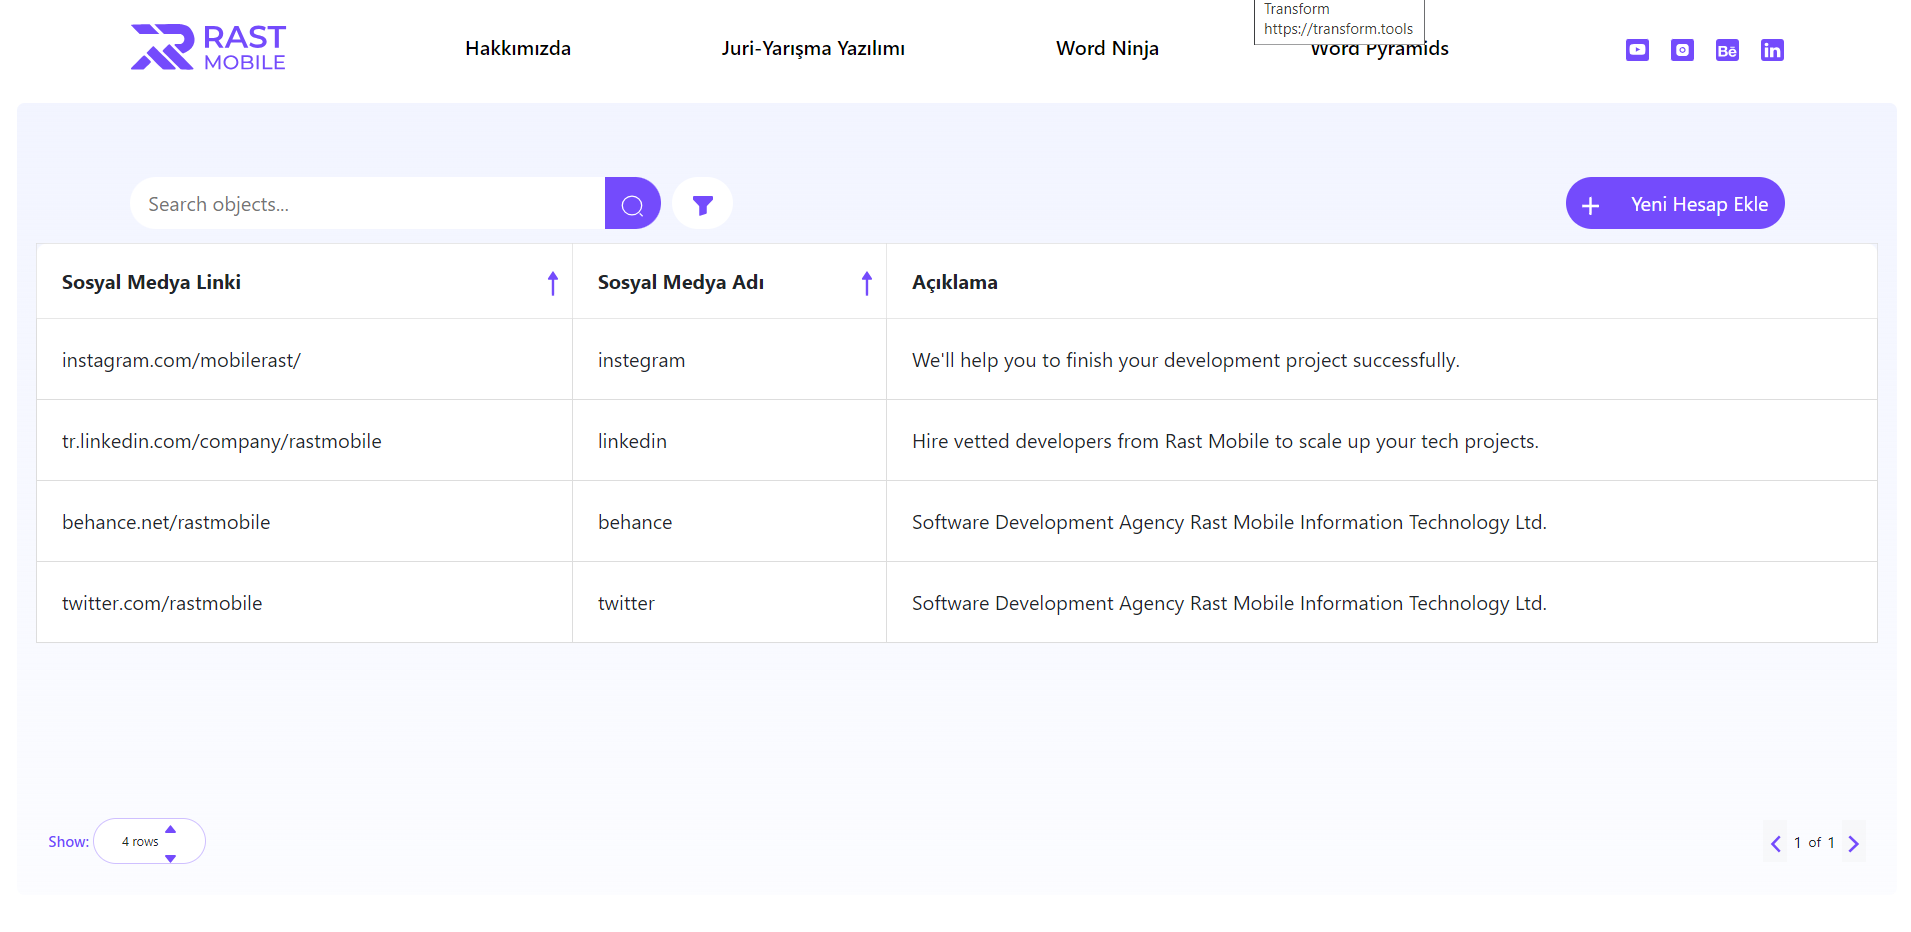 Transform
https://transform.tools
RAST
MOBILE
Hakkımızda
Juri-Yarışma Yazılımı
Word Ninja
Word Pyramids
Bē
in
Search objects...
+ Yeni Hesap Ekle
Sosyal Medya Linki
Sosyal Medya Adı
Açıklama
instagram.com/mobilerast/
instegram
We'll help you to finish your development project successfully.
tr.linkedin.com/company/rastmobile
linkedin
Hire vetted developers from Rast Mobile to scale up your tech projects.
behance.net/rastmobile
behance
Software Development Agency Rast Mobile Information Technology Ltd.
twitter.com/rastmobile
twitter
Software Development Agency Rast Mobile Information Technology Ltd.
Show: 4 rows
1 of 1